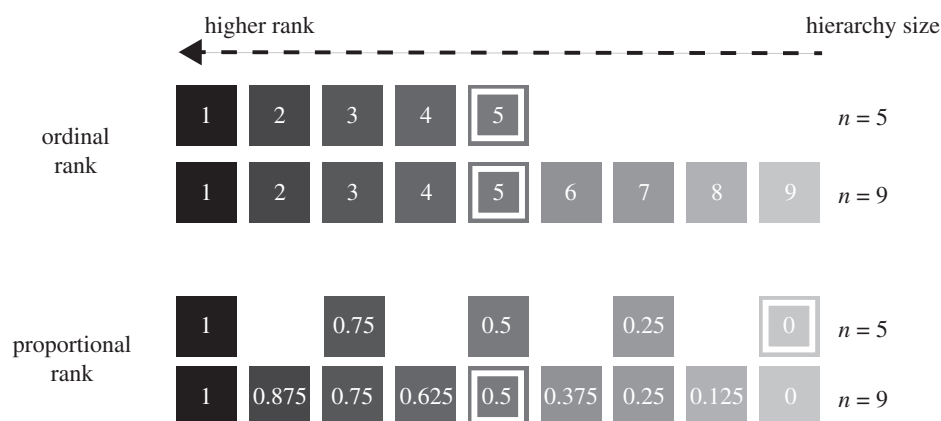 higher rank hierarchy size
ordinal rank
1 2 3 4 5 n = 5
1 2 3 4 5 6 7 8 9 n = 9
proportional rank
1 0.75 0.5 0.25 0 n = 5
1 0.875 0.75 0.625 0.5 0.375 0.25 0.125 0 n = 9